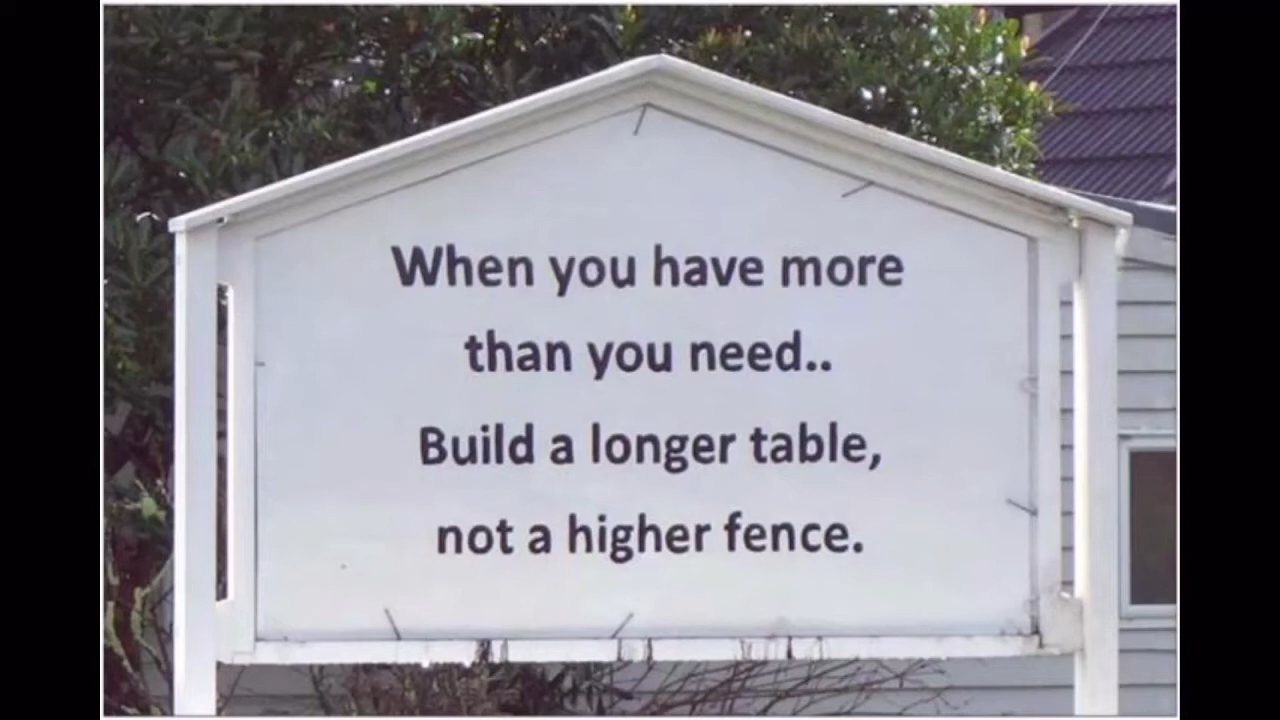 When you have more
than you need..
Build a longer table,
not a higher fence.